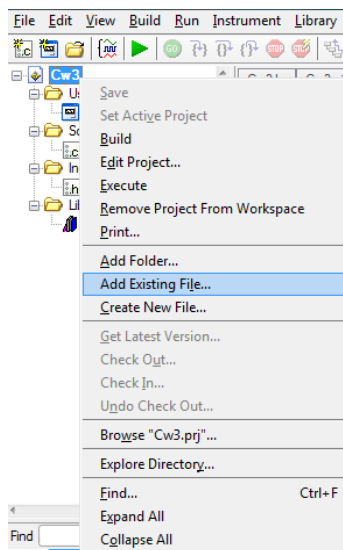 File Edit View Build Run Instrument Library
Cw3
Save
Set Active Project
Build
Edit Project...
Execute
Remove Project From Workspace
Print...
Add Folder...
Add Existing File...
Create New File...
Get Latest Version...
Check Out...
Check In...
Undo Check Out...
Browse "Cw3.prj"...
Explore Directory...
Find... Ctrl+F
Expand All
Collapse All
Find